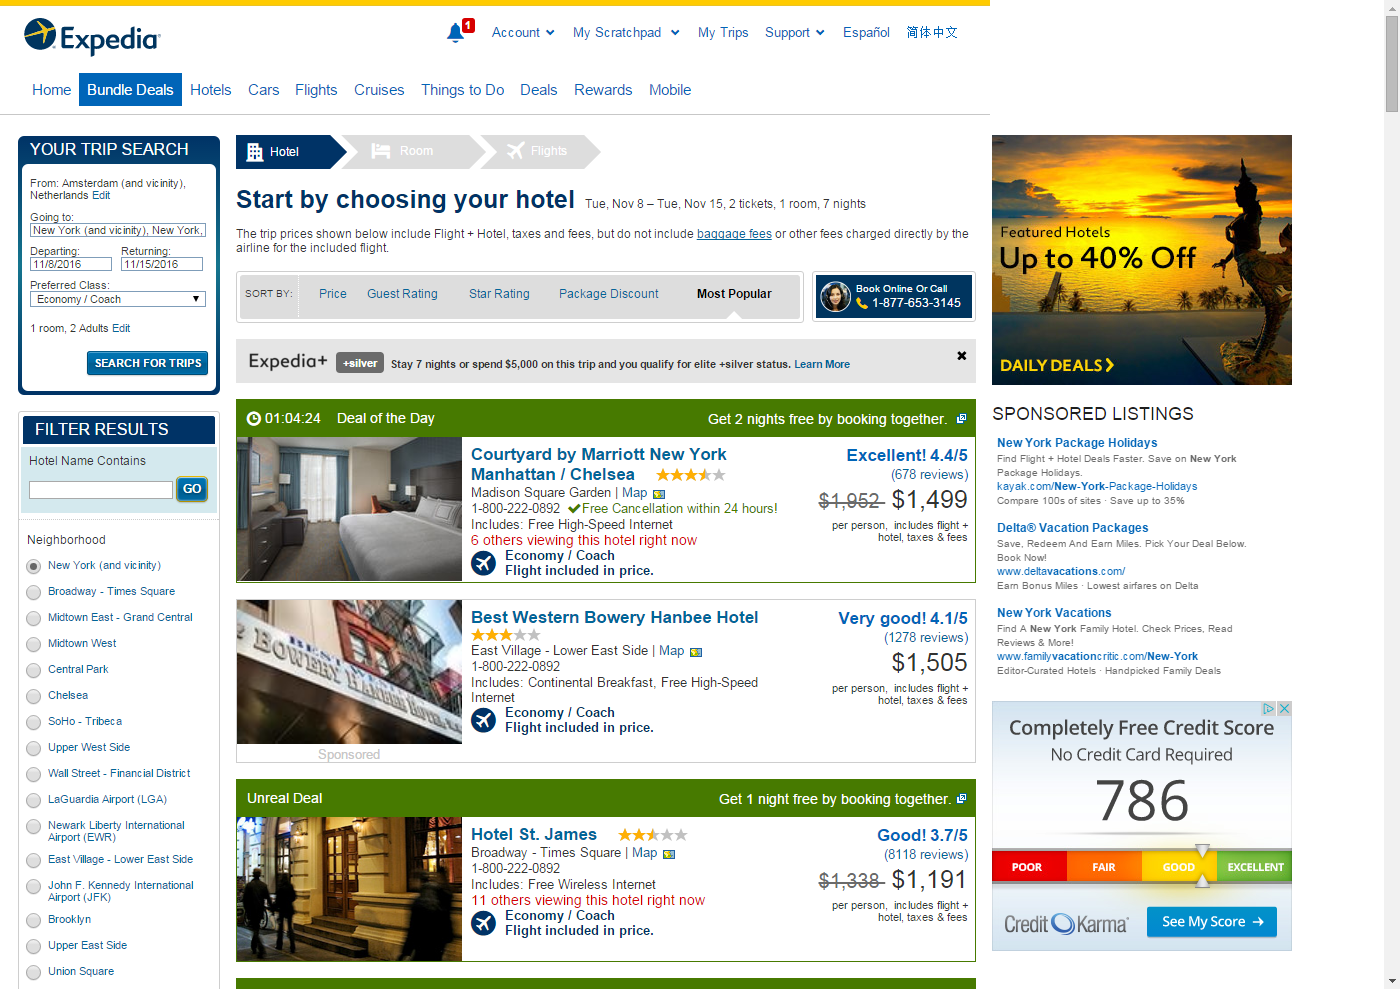 Expedia
1
Account
My Scratchpad
My Trips
Support
Español
简体中文
Home
Bundle Deals
Hotels
Cars
Flights
Cruises
Things to Do
Deals
Rewards
Mobile
YOUR TRIP SEARCH
From: Amsterdam (and vicinity),
Netherlands Edit
Going to:
New York (and vicinity), New York,
Departing: Returning:
11/8/2016 11/15/2016
Preferred Class:
Economy / Coach
1 room, 2 Adults Edit
SEARCH FOR TRIPS
FILTER RESULTS
Hotel Name Contains
GO
Neighborhood
New York (and vicinity)
Broadway - Times Square
Midtown East - Grand Central
Midtown West
Central Park
Chelsea
SoHo - Tribeca
Upper West Side
Wall Street - Financial District
LaGuardia Airport (LGA)
Newark Liberty International
Airport (EWR)
East Village - Lower East Side
John F. Kennedy International
Airport (JFK)
Brooklyn
Upper East Side
Union Square
Hotel
Room
Flights
Start by choosing your hotel Tue, Nov 8 – Tue, Nov 15, 2 tickets, 1 room, 7 nights
The trip prices shown below include Flight + Hotel, taxes and fees, but do not include baggage fees or other fees charged directly by the
airline for the included flight.
SORT BY: Price Guest Rating Star Rating Package Discount Most Popular
Book Online Or Call
1-877-653-3145
Expedia+ +silver Stay 7 nights or spend $5,000 on this trip and you qualify for elite +silver status. Learn More
01:04:24 Deal of the Day Get 2 nights free by booking together.
Courtyard by Marriott New York
Manhattan / Chelsea
Madison Square Garden | Map
1-800-222-0892 Free Cancellation within 24 hours!
Includes: Free High-Speed Internet
6 others viewing this hotel right now
Economy / Coach
Flight included in price.
Excellent! 4.4/5
(678 reviews)
$1,952 $1,499
per person, includes flight +
hotel, taxes & fees
BOWERY HANBEE HOTEL
Sponsored
Best Western Bowery Hanbee Hotel
East Village - Lower East Side | Map
1-800-222-0892
Includes: Continental Breakfast, Free High-Speed
Internet
Economy / Coach
Flight included in price.
Very good! 4.1/5
(1278 reviews)
$1,505
per person, includes flight +
hotel, taxes & fees
Unreal Deal Get 1 night free by booking together.
Hotel St. James
Broadway - Times Square | Map
1-800-222-0892
Includes: Free Wireless Internet
11 others viewing this hotel right now
Economy / Coach
Flight included in price.
Good! 3.7/5
(8118 reviews)
$1,338 $1,191
per person, includes flight +
hotel, taxes & fees
Featured Hotels
Up to 40% Off
DAILY DEALS
SPONSORED LISTINGS
New York Package Holidays
Find Flight + Hotel Deals Faster. Save on New York
Package Holidays.
kayak.com/New-York-Package-Holidays
Compare 100s of sites · Save up to 35%
Delta® Vacation Packages
Save, Redeem And Earn Miles. Pick Your Deal Below.
Book Now!
www.deltavacations.com/
Earn Bonus Miles · Lowest airfares on Delta
New York Vacations
Find A New York Family Hotel. Check Prices, Read
Reviews & More!
www.familyvacationcritic.com/New-York
Editor-Curated Hotels · Handpicked Family Deals
Completely Free Credit Score
No Credit Card Required
786
POOR FAIR GOOD EXCELLENT
Credit Karma
See My Score